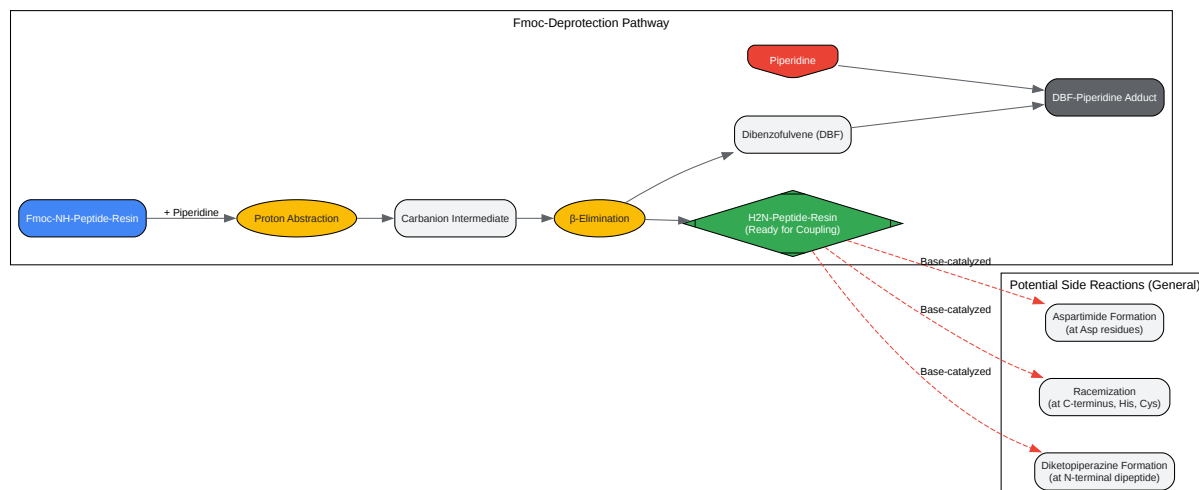 Fmoc-Deprotection Pathway
Piperidine
DBF-Piperidine Adduct
Dibenzofulvene (DBF)
Fmoc-NH-Peptide-Resin
+ Piperidine
Proton Abstraction
Carbanion Intermediate
β-Elimination
H2N-Peptide-Resin
(Ready for Coupling)
Base-catalyzed
Potential Side Reactions (General)
Aspartimide Formation
(at Asp residues)
Base-catalyzed
Racemization
(at C-terminus, His, Cys)
Base-catalyzed
Diketopiperazine Formation
(at N-terminal dipeptide)